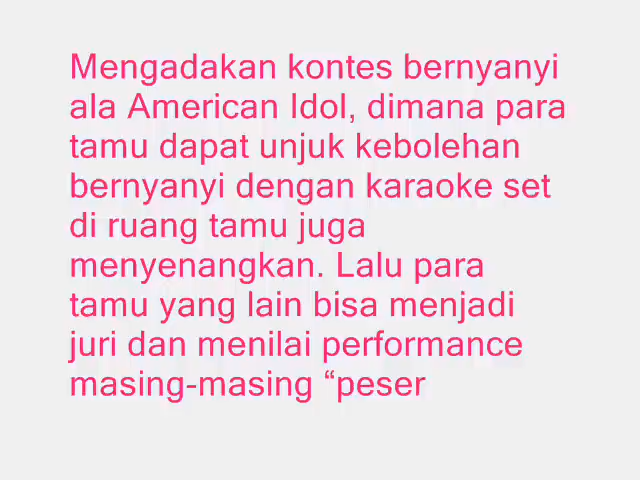 Mengadakan kontes bernyanyi
ala American Idol, dimana para
tamu dapat unjuk kebolehan
bernyanyi dengan karaoke set
di ruang tamu juga
menyenangkan. Lalu para
tamu yang lain bisa menjadi
juri dan menilai performance
masing-masing “peser